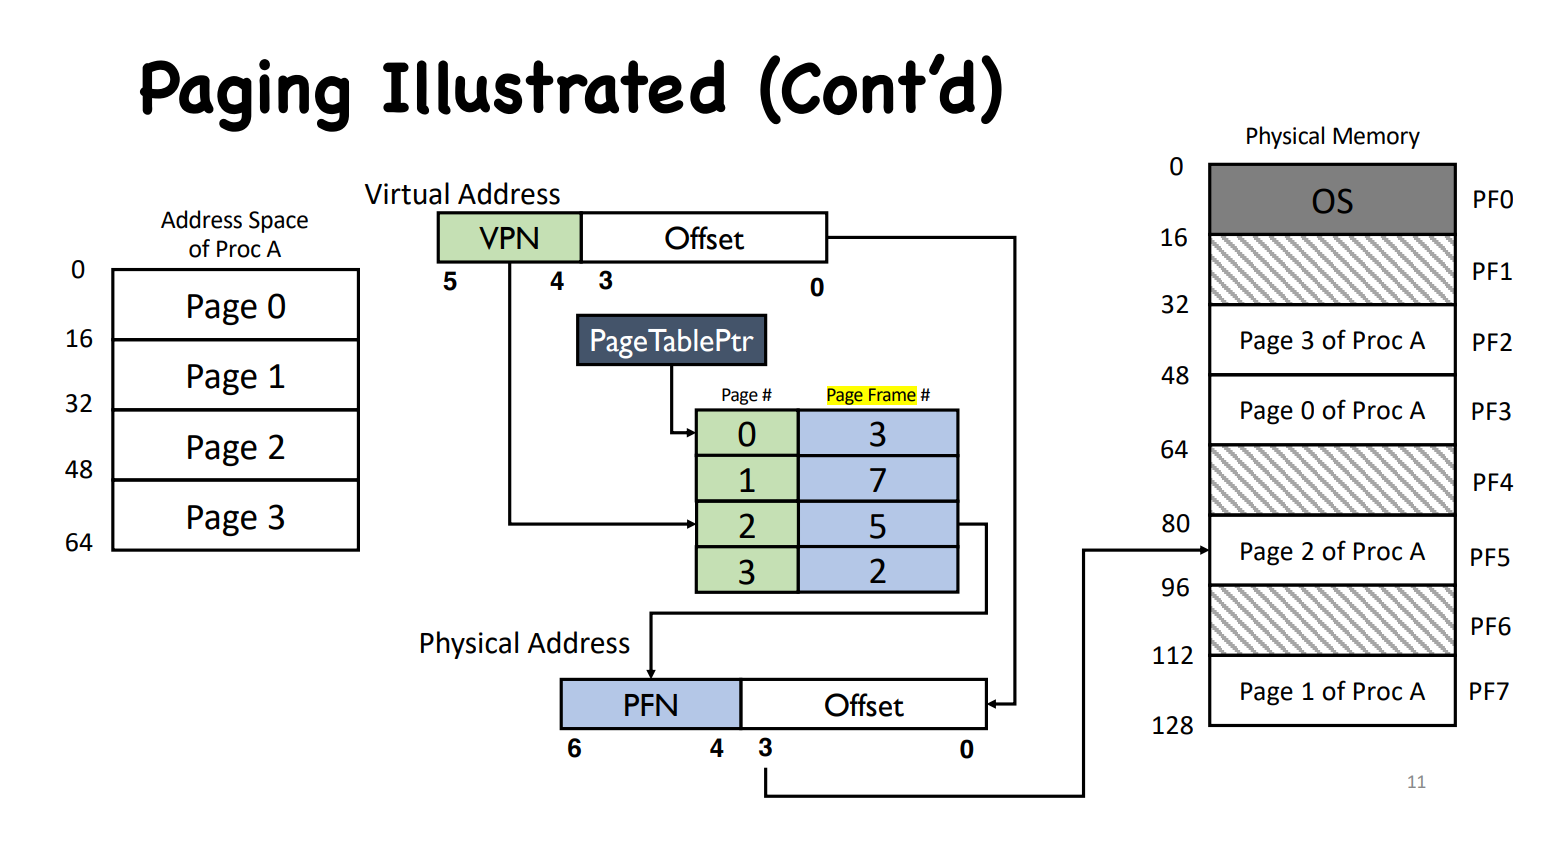 Paging Illustrated (Cont’d)
Address Space
of Proc A
0
Page 0
16
Page 1
32
Page 2
48
Page 3
64
Virtual Address
VPN Offset
5 4 3 0
PageTablePtr
Page # Page Frame #
0 3
1 7
2 5
3 2
Physical Address
PFN Offset
6 4 3 0
Physical Memory
0
OS PF0
16
PF1
32
Page 3 of Proc A PF2
48
Page 0 of Proc A PF3
64
PF4
80
Page 2 of Proc A PF5
96
PF6
112
Page 1 of Proc A PF7
128
11